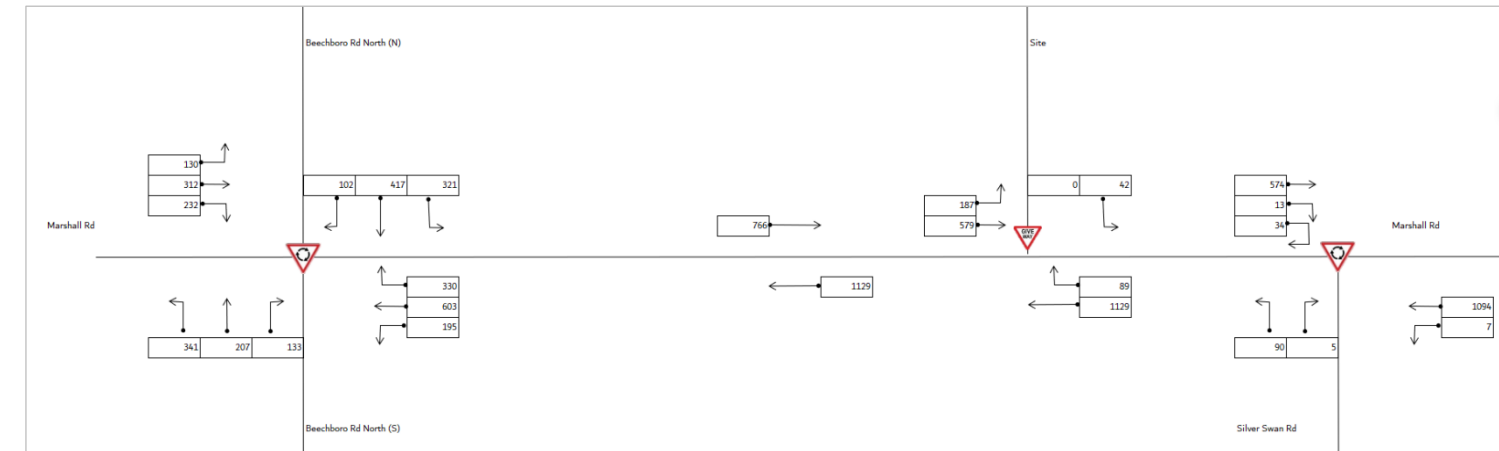 Beechboro Rd North (N)
Site
130
312
232
102 417 321
187
579
0 42
574
13
34
Marshall Rd
766
Marshall Rd
GIVE WAY
330
603
195
1129
89
1129
1094
7
341 207 133
90 5
Beechboro Rd North (S)
Silver Swan Rd